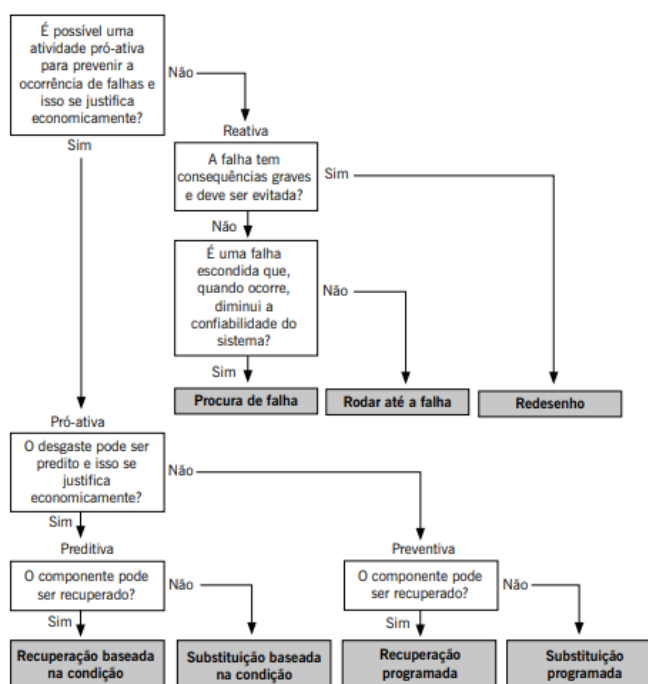 É possível uma
atividade pró-ativa
para prevenir a
ocorrência de falhas e
isso se justifica
economicamente?
Não
Sim
Reativa
A falha tem
consequências graves
e deve ser evitada?
Sim
Não
É uma falha
escondida que,
quando ocorre,
diminui a
confiabilidade do
sistema?
Não
Sim
Procura de falha
Rodar até a falha
Redesenho
Pró-ativa
O desgaste pode ser
predito e isso se
justifica
economicamente?
Não
Sim
Preditiva
O componente pode
ser recuperado?
Não
Sim
Preventiva
O componente pode
ser recuperado?
Não
Sim
Recuperação baseada
na condição
Substituição baseada
na condição
Recuperação
programada
Substituição
programada